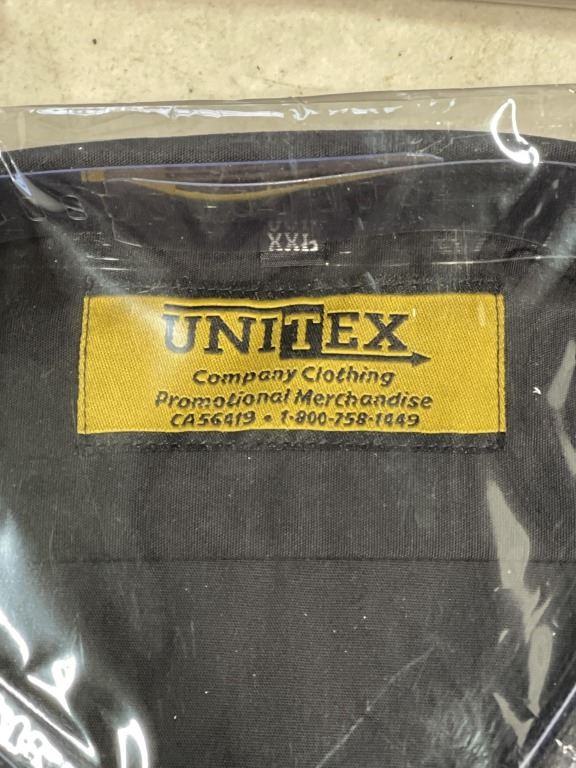 XXL
UNITEX
Company Clothing
Promotional Merchandise
CA56419 • 1-800-758-1449